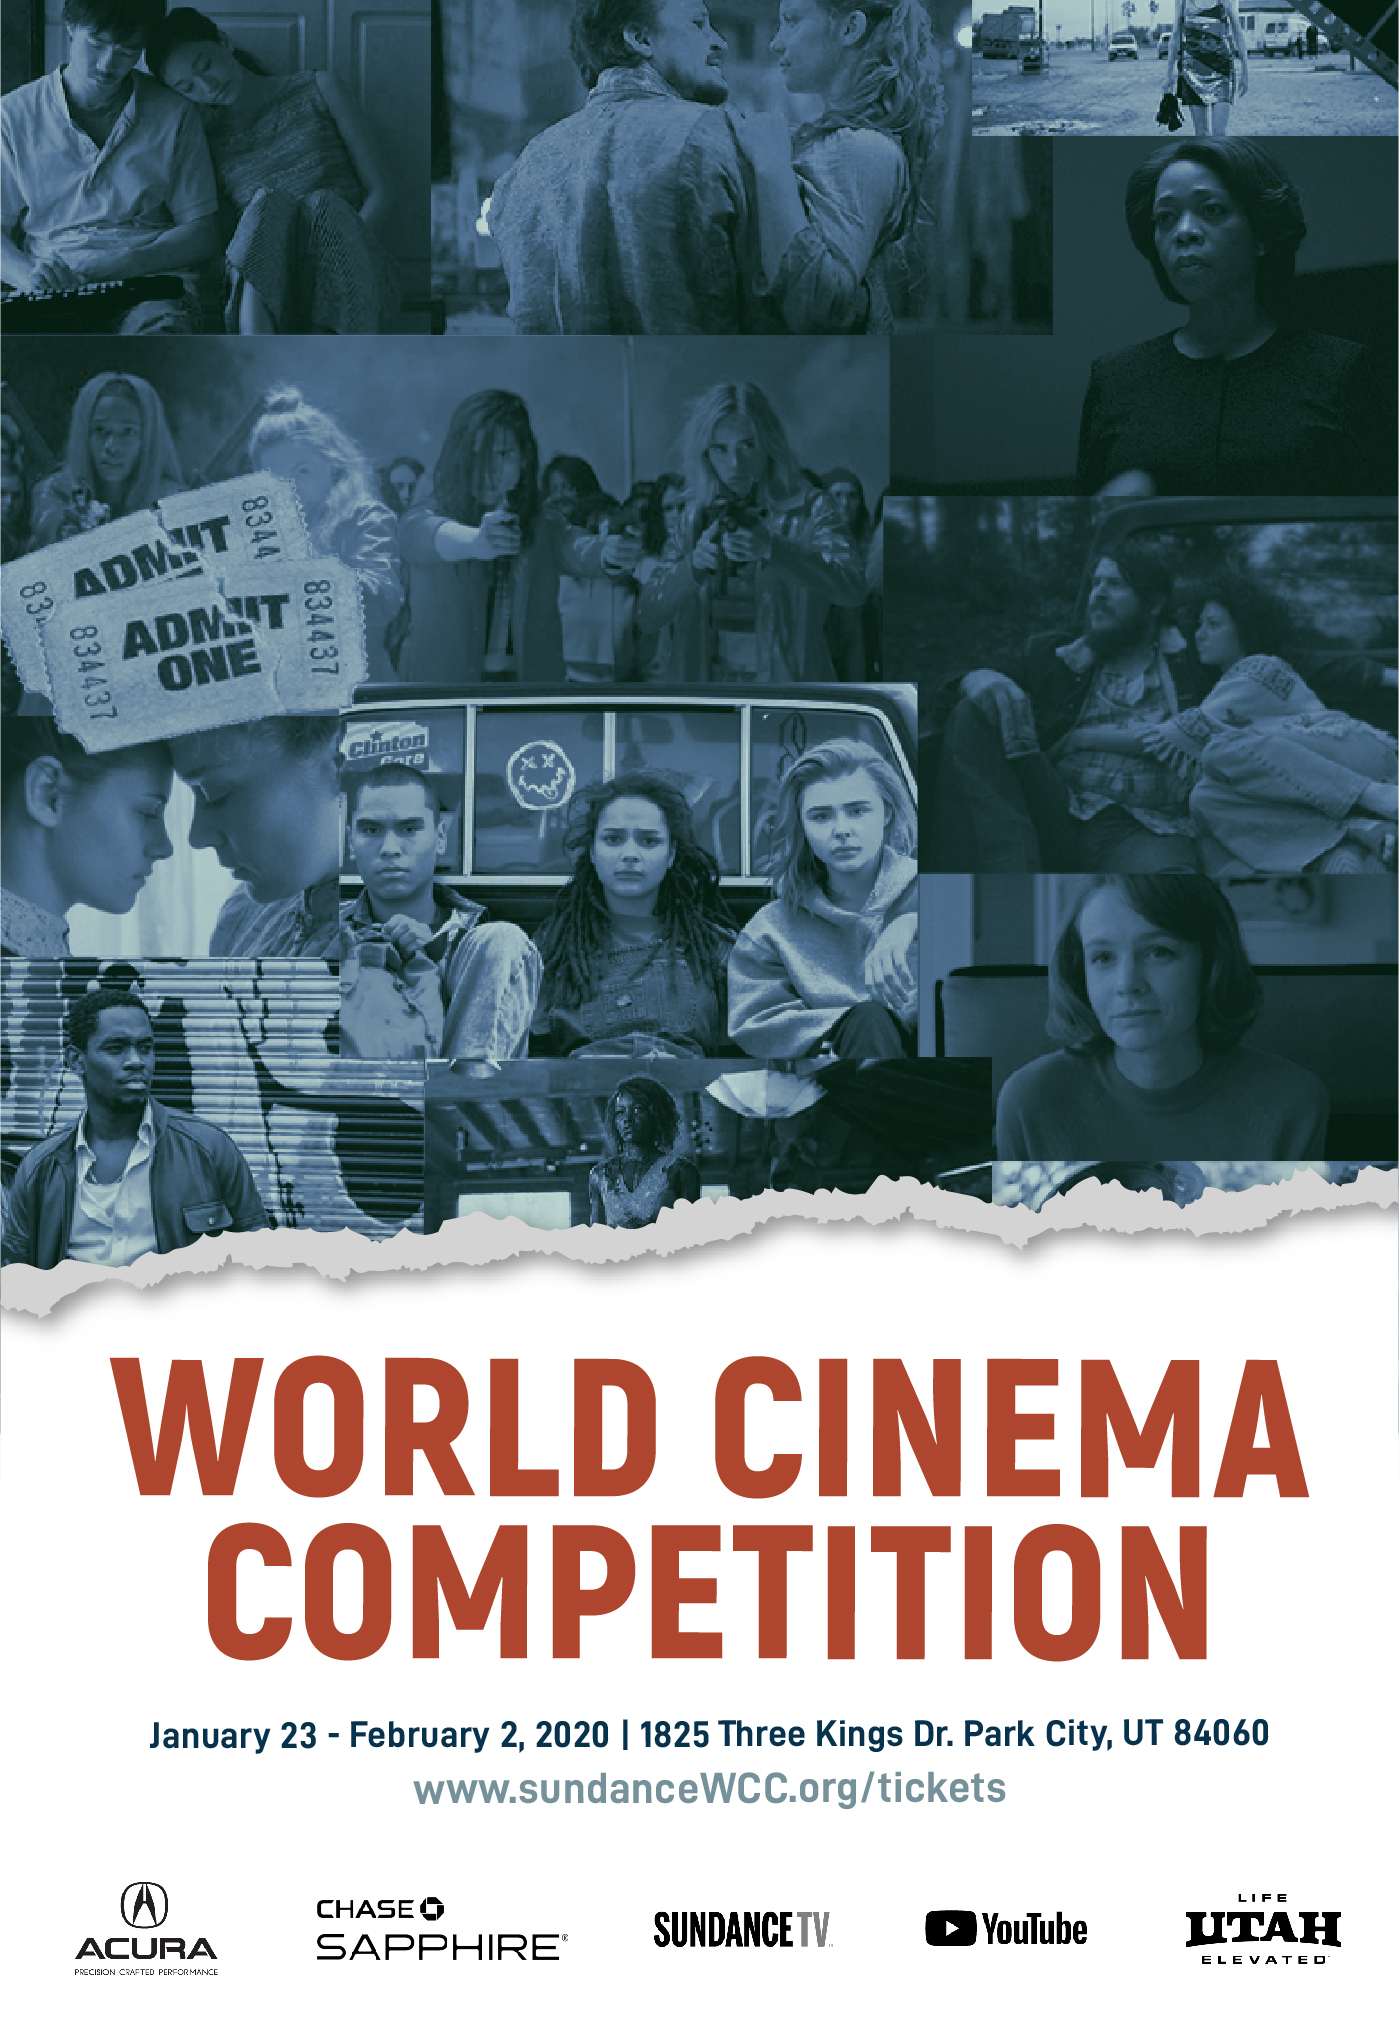 ADMIT
8344
83
ADMIT
ONE
834437
834437
Clinton
Gore
WORLD CINEMA
COMPETITION
January 23 - February 2, 2020 | 1825 Three Kings Dr. Park City, UT 84060
www.sundanceWCC.org/tickets
ACURA
PRECISION CRAFTED PERFORMANCE
CHASE
SAPPHIRE®
SUNDANCE TV
YouTube
LIFE
UTAH
ELEVATED